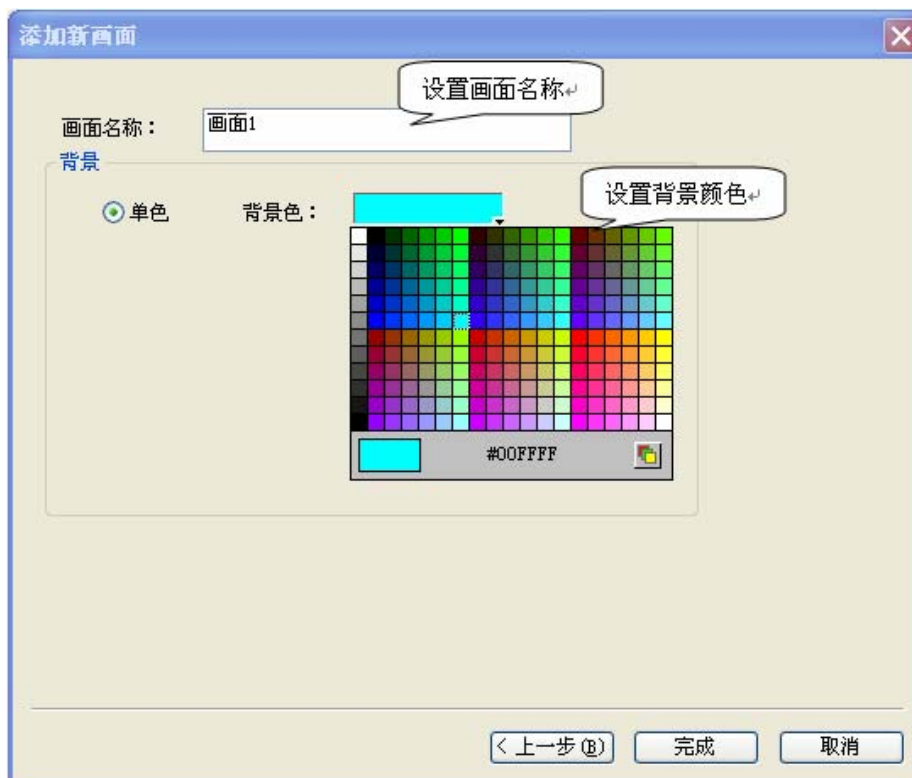 添加新画面
设置画面名称↵
画面名称：
画面1
背景
设置背景颜色↵
单色
背景色：
#00FFFF
< 上一步(B)
完成
取消